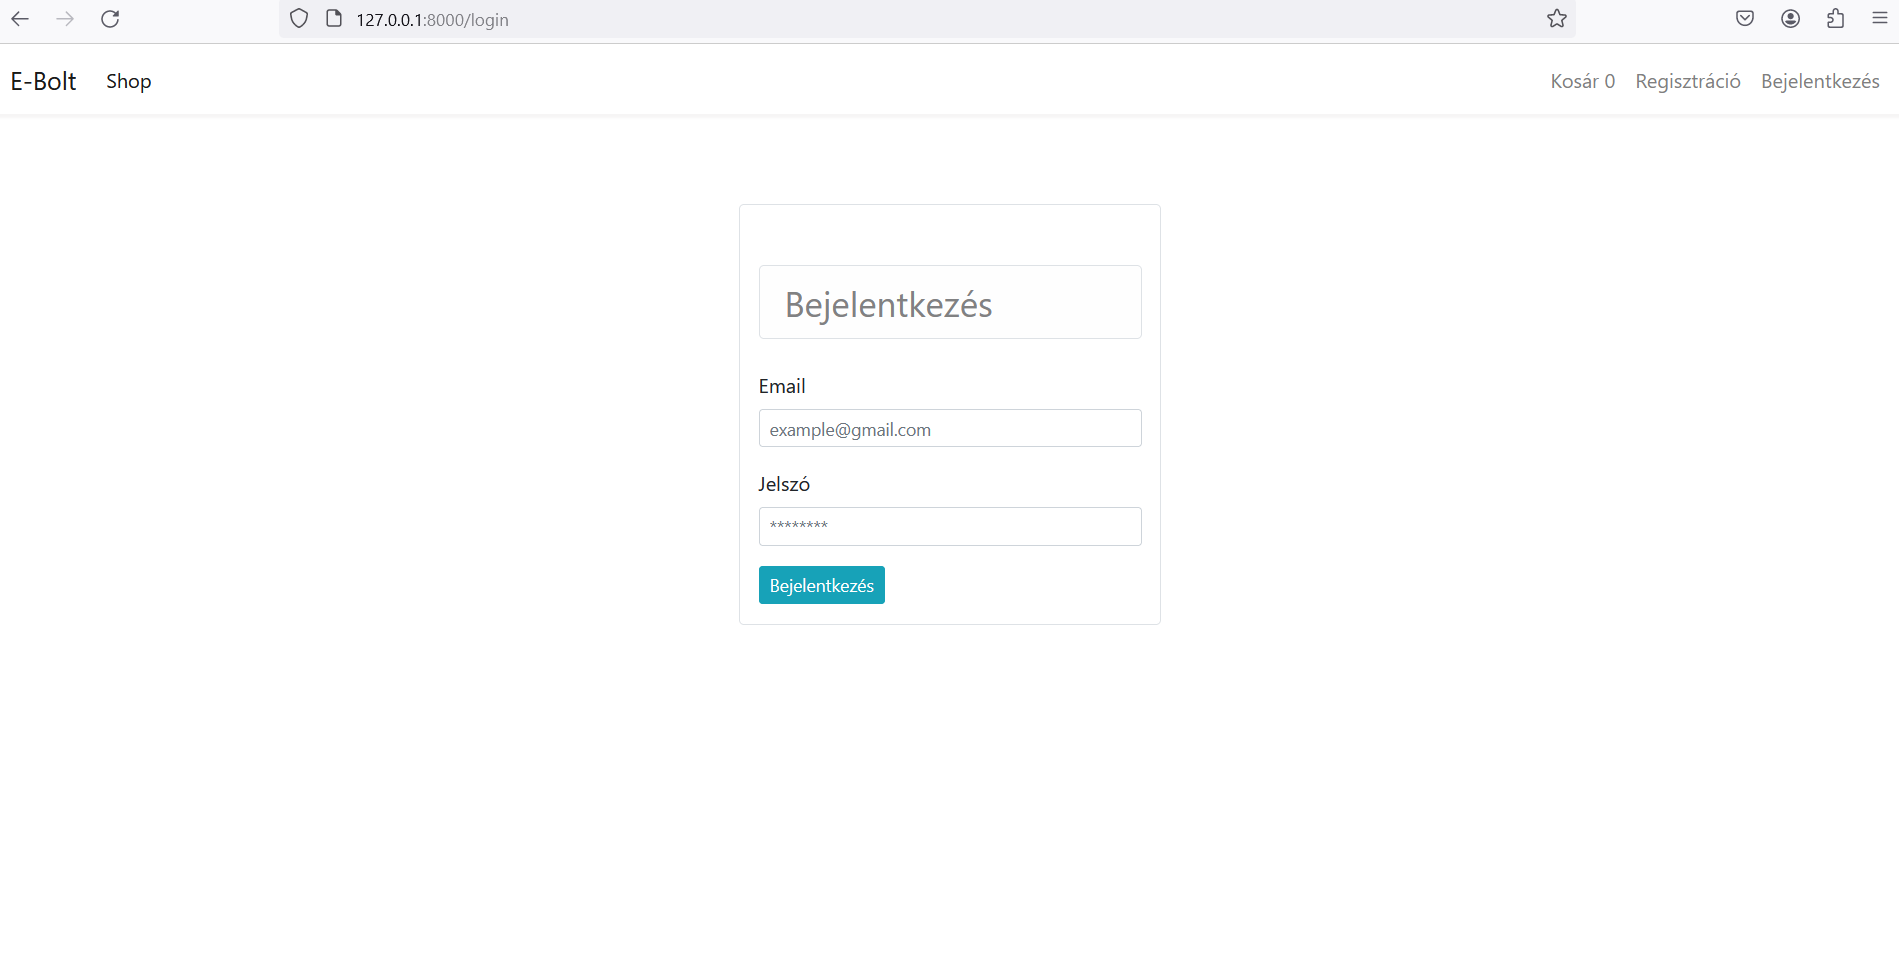 127.0.0.1:8000/login
E-Bolt Shop Kosár 0 Regisztráció Bejelentkezés
Bejelentkezés
Email
example@gmail.com
Jelszó
********
Bejelentkezés